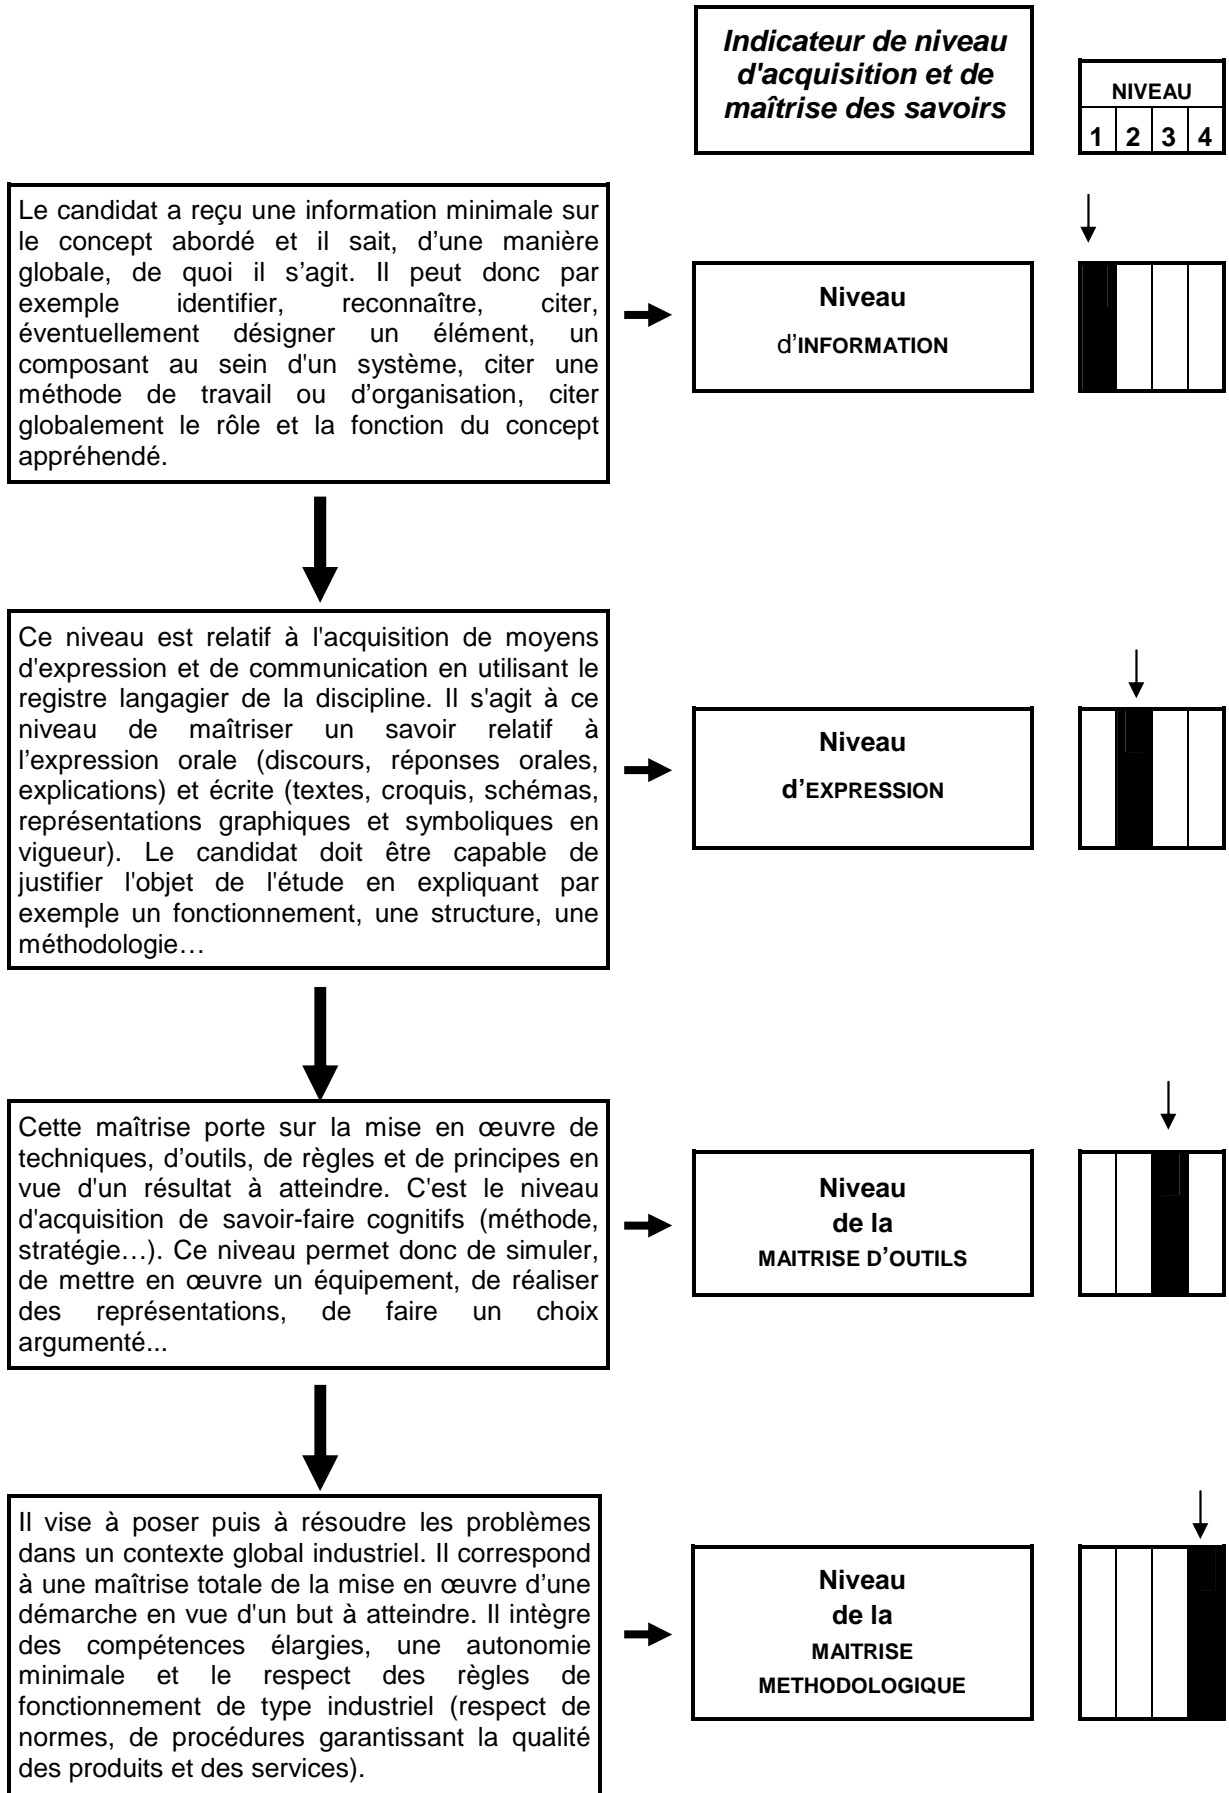 Indicateur de niveau
d'acquisition et de
maîtrise des savoirs
NIVEAU
1 2 3 4
Le candidat a reçu une information minimale sur
le concept abordé et il sait, d’une manière
globale, de quoi il s’agit. Il peut donc par
exemple identifier, reconnaître, citer,
éventuellement désigner un élément, un
composant au sein d'un système, citer une
méthode de travail ou d’organisation, citer
globalement le rôle et la fonction du concept
appréhendé.
Niveau
d’INFORMATION
Ce niveau est relatif à l'acquisition de moyens
d'expression et de communication en utilisant le
registre langagier de la discipline. Il s'agit à ce
niveau de maîtriser un savoir relatif à
l’expression orale (discours, réponses orales,
explications) et écrite (textes, croquis, schémas,
représentations graphiques et symboliques en
vigueur). Le candidat doit être capable de
justifier l'objet de l'étude en expliquant par
exemple un fonctionnement, une structure, une
méthodologie…
Niveau
d’EXPRESSION
Cette maîtrise porte sur la mise en œuvre de
techniques, d’outils, de règles et de principes en
vue d'un résultat à atteindre. C'est le niveau
d'acquisition de savoir-faire cognitifs (méthode,
stratégie…). Ce niveau permet donc de simuler,
de mettre en œuvre un équipement, de réaliser
des représentations, de faire un choix
argumenté...
Niveau
de la
MAITRISE D’OUTILS
Il vise à poser puis à résoudre les problèmes
dans un contexte global industriel. Il correspond
à une maîtrise totale de la mise en œuvre d’une
démarche en vue d'un but à atteindre. Il intègre
des compétences élargies, une autonomie
minimale et le respect des règles de
fonctionnement de type industriel (respect de
normes, de procédures garantissant la qualité
des produits et des services).
Niveau
de la
MAITRISE
METHODOLOGIQUE